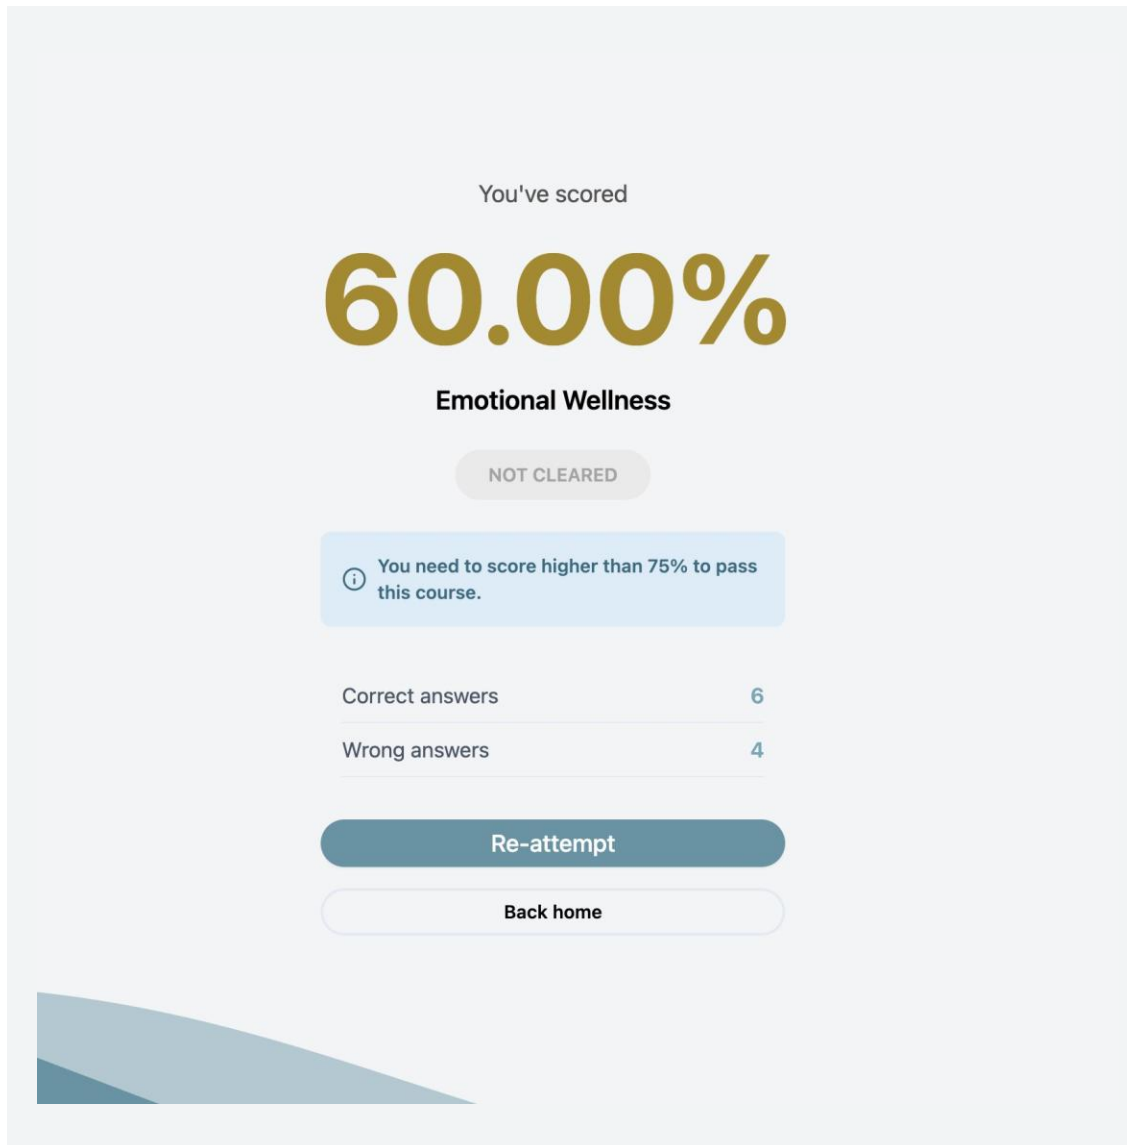 You've scored
60.00%
Emotional Wellness
NOT CLEARED
You need to score higher than 75% to pass
this course.
Correct answers 6
Wrong answers 4
Re-attempt
Back home